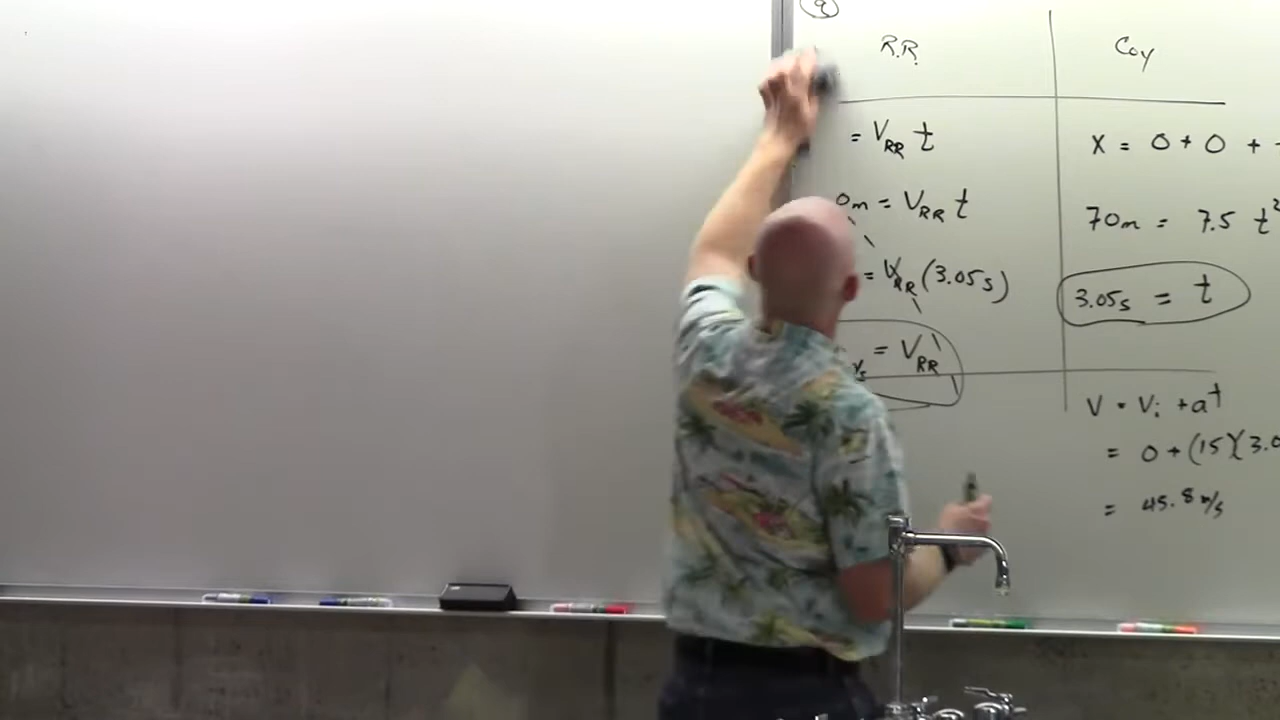 a
R.R.
Coy
= V_RR t
X = 0 + 0 +
0m = V_RR t
70m = 7.5 t²
= V_RR (3.05s)
3.05s = t
= V_RR
V = V_i + at
= 0 + (15)(3.0
= 45.8 m/s